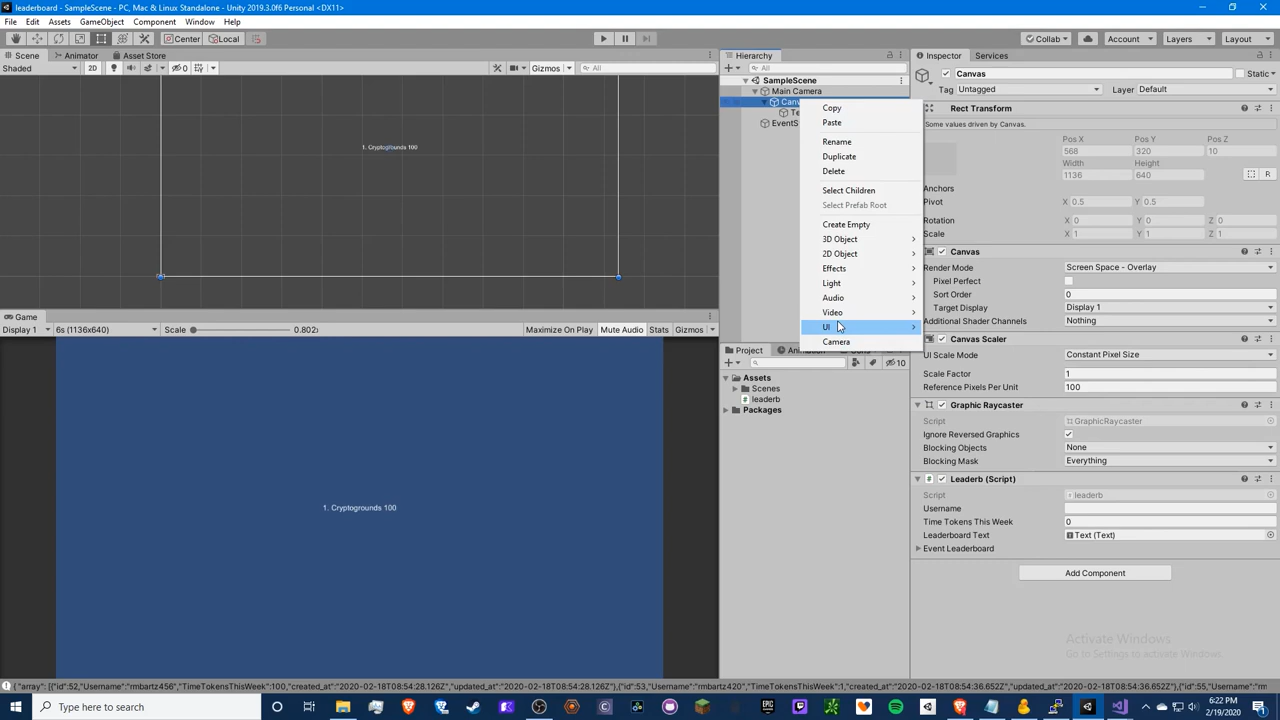 leaderboard - SampleScene - PC, Mac & Linux Standalone - Unity 2019.3.0f6 Personal <DX11>
File Edit Assets GameObject Component Window Help
Center Local Collab Account Layers Layout
Scene Animator Asset Store
Shaded 2D 0 Gizmos All
1. Cryptogrounds 100
Game
Display 1 6s (1136x640) Scale 0.802 Maximize On Play Mute Audio Stats Gizmos
1. Cryptogrounds 100
Hierarchy
All
SampleScene
Main Camera
Canv
Te
EventS
Copy
Paste
Rename
Duplicate
Delete
Select Children
Select Prefab Root
Create Empty
3D Object
2D Object
Effects
Light
Audio
Video
UI
Camera
Project
10
Assets
Scenes
leaderb
Packages
Inspector Services
Canvas Static
Tag Untagged Layer Default
Rect Transform
Some values driven by Canvas.
Pos X Pos Y Pos Z
568 320 10
Width Height
1136 640 R
Anchors
Pivot X 0.5 Y 0.5
Rotation X 0 Y 0 Z 0
Scale X 1 Y 1 Z 1
Canvas
Render Mode Screen Space - Overlay
Pixel Perfect
Sort Order 0
Target Display Display 1
Additional Shader Channels Nothing
Canvas Scaler
UI Scale Mode Constant Pixel Size
Scale Factor 1
Reference Pixels Per Unit 100
Graphic Raycaster
Script GraphicRaycaster
Ignore Reversed Graphics
Blocking Objects None
Blocking Mask Everything
Leaderb (Script)
Script leaderb
Username
Time Tokens This Week 0
Leaderboard Text Text (Text)
Event Leaderboard
Add Component
Activate Windows
Go to Settings to activate Windows.
{ "array": [{"id":52,"Username":"rmbartz456","TimeTokensThisWeek":100,"created_at":"2020-02-18T08:54:28.126Z","updated_at":"2020-02-18T08:54:28.126Z"},{"id":53,"Username":"rmbartz420","TimeTokensThisWeek":1,"created_at":"2020-02-18T08:54:36.652Z","updated_at":"2020-02-18T08:54:36.652Z"},{"id":55,"Username":"rm
Type here to search
6:22 PM
2/19/2020